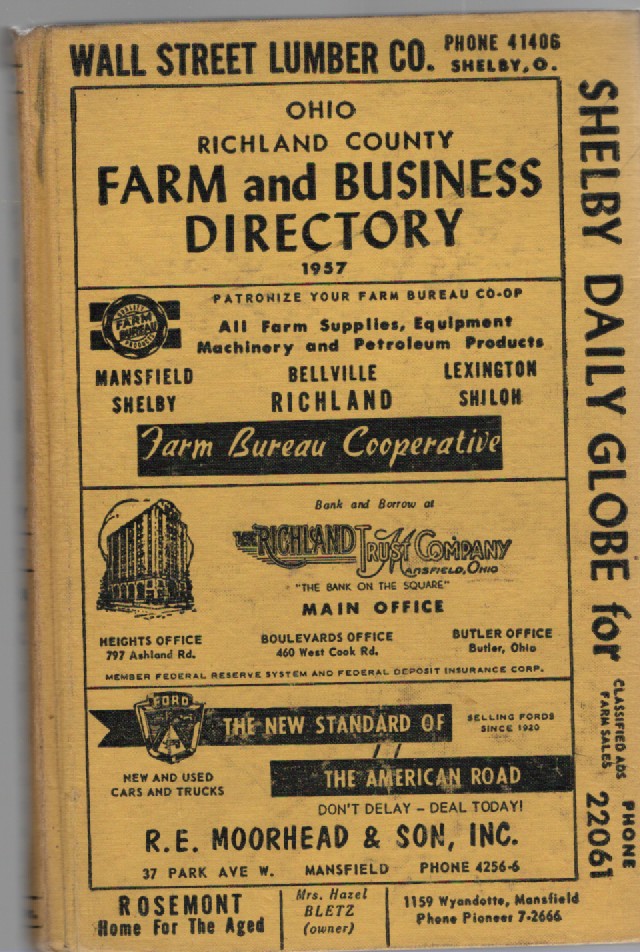 WALL STREET LUMBER CO. PHONE 41406
SHELBY, O.
OHIO
RICHLAND COUNTY
FARM and BUSINESS
DIRECTORY
1957
PATRONIZE YOUR FARM BUREAU CO-OP
FARM
BUREAU
All Farm Supplies, Equipment
Machinery and Petroleum Products
MANSFIELD BELLVILLE LEXINGTON
SHELBY RICHLAND SHILOH
Farm Bureau Cooperative
Bank and Borrow at
THE RICHLAND TRUST COMPANY
MANSFIELD, OHIO
"THE BANK ON THE SQUARE"
MAIN OFFICE
HEIGHTS OFFICE
797 Ashland Rd.
BOULEVARDS OFFICE
460 West Cook Rd.
BUTLER OFFICE
Butler, Ohio
MEMBER FEDERAL RESERVE SYSTEM AND FEDERAL DEPOSIT INSURANCE CORP.
FORD
THE NEW STANDARD OF
SELLING FORDS
SINCE 1920
NEW AND USED
CARS AND TRUCKS
THE AMERICAN ROAD
DON'T DELAY – DEAL TODAY!
R.E. MOORHEAD & SON, INC.
37 PARK AVE W. MANSFIELD PHONE 4256-6
ROSEMONT
Home For The Aged
Mrs. Hazel
BLETZ
(owner)
1159 Wyandotte, Mansfield
Phone Pioneer 7-2666
SHELBY DAILY GLOBE for
CLASSIFIED ADS
FARM SALES
PHONE
22061